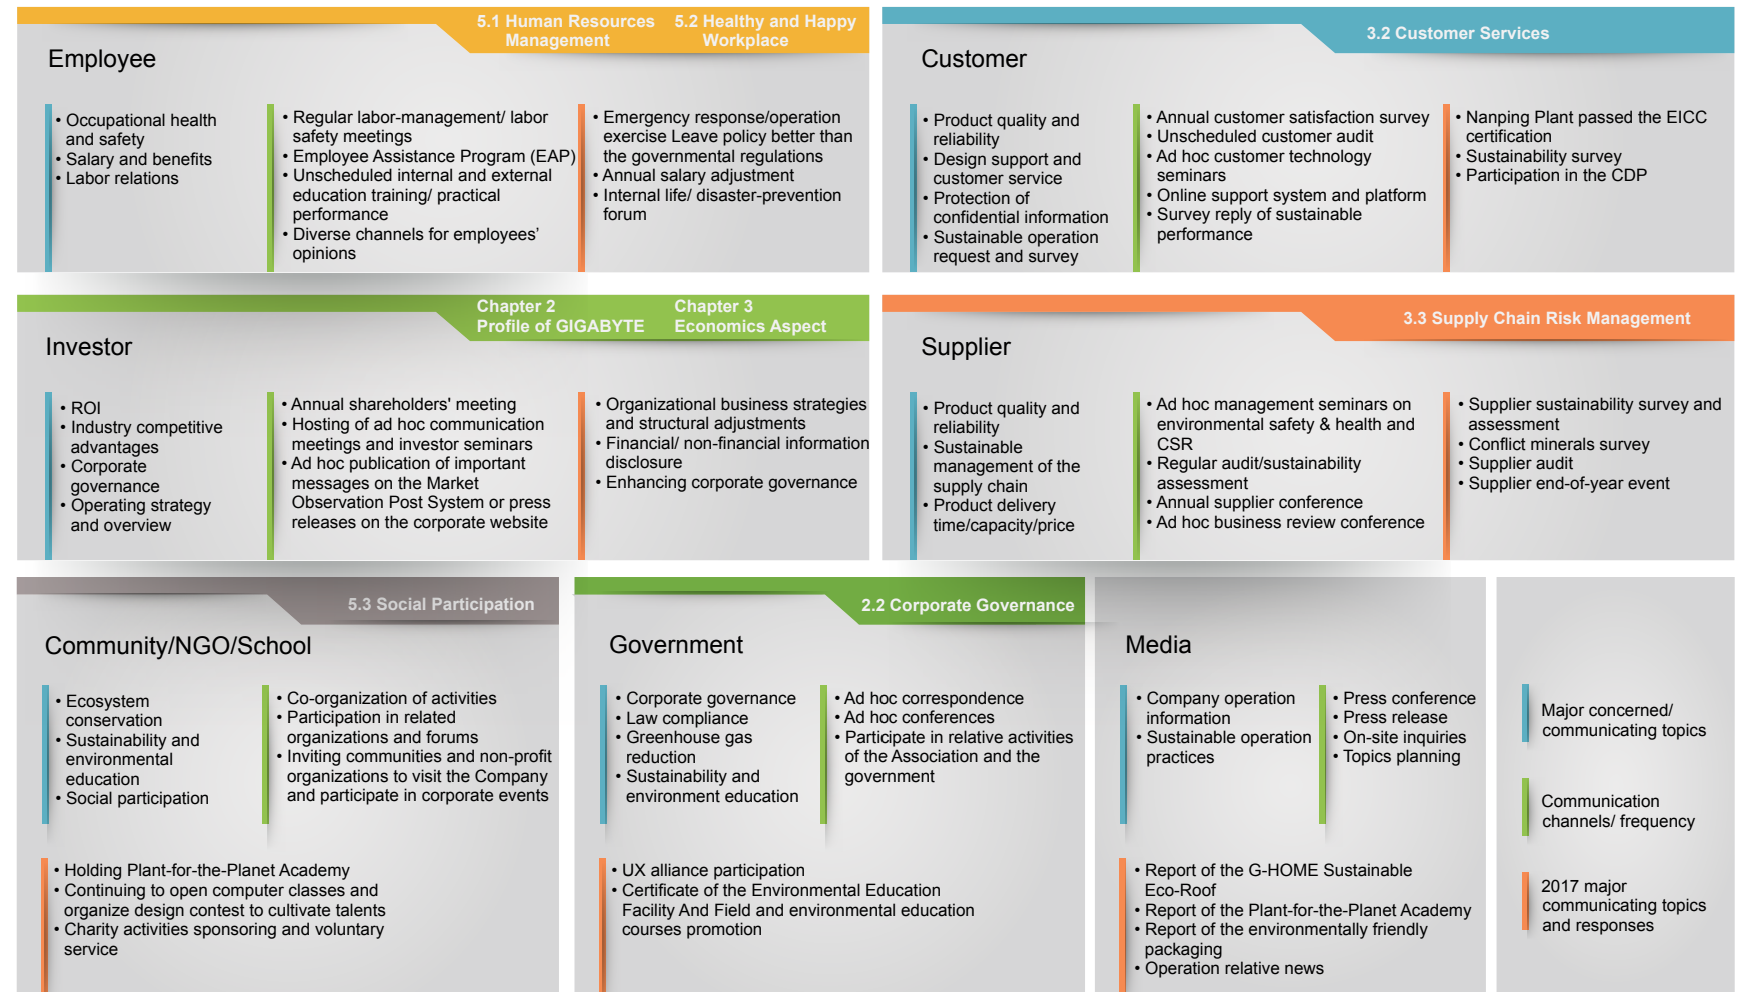 5.1 Human Resources
Management
5.2 Healthy and Happy
Workplace
Employee
• Occupational health
and safety
• Salary and benefits
• Labor relations
• Regular labor-management/ labor
safety meetings
• Employee Assistance Program (EAP)
• Unscheduled internal and external
education training/ practical
performance
• Diverse channels for employees’
opinions
• Emergency response/operation
exercise Leave policy better than
the governmental regulations
• Annual salary adjustment
• Internal life/ disaster-prevention
forum
3.2 Customer Services
Customer
• Product quality and
reliability
• Design support and
customer service
• Protection of
confidential information
• Sustainable operation
request and survey
• Annual customer satisfaction survey
• Unscheduled customer audit
• Ad hoc customer technology
seminars
• Online support system and platform
• Survey reply of sustainable
performance
• Nanping Plant passed the EICC
certification
• Sustainability survey
• Participation in the CDP
Chapter 2
Profile of GIGABYTE
Chapter 3
Economics Aspect
Investor
• ROI
• Industry competitive
advantages
• Corporate
governance
• Operating strategy
and overview
• Annual shareholders' meeting
• Hosting of ad hoc communication
meetings and investor seminars
• Ad hoc publication of important
messages on the Market
Observation Post System or press
releases on the corporate website
• Organizational business strategies
and structural adjustments
• Financial/ non-financial information
disclosure
• Enhancing corporate governance
3.3 Supply Chain Risk Management
Supplier
• Product quality and
reliability
• Sustainable
management of the
supply chain
• Product delivery
time/capacity/price
• Ad hoc management seminars on
environmental safety & health and
CSR
• Regular audit/sustainability
assessment
• Annual supplier conference
• Ad hoc business review conference
• Supplier sustainability survey and
assessment
• Conflict minerals survey
• Supplier audit
• Supplier end-of-year event
5.3 Social Participation
Community/NGO/School
• Ecosystem
conservation
• Sustainability and
environmental
education
• Social participation
• Co-organization of activities
• Participation in related
organizations and forums
• Inviting communities and non-profit
organizations to visit the Company
and participate in corporate events
• Holding Plant-for-the-Planet Academy
• Continuing to open computer classes and
organize design contest to cultivate talents
• Charity activities sponsoring and voluntary
service
2.2 Corporate Governance
Government
• Corporate governance
• Law compliance
• Greenhouse gas
reduction
• Sustainability and
environment education
• Ad hoc correspondence
• Ad hoc conferences
• Participate in relative activities
of the Association and the
government
• UX alliance participation
• Certificate of the Environmental Education
Facility And Field and environmental education
courses promotion
Media
• Company operation
information
• Sustainable operation
practices
• Press conference
• Press release
• On-site inquiries
• Topics planning
• Report of the G-HOME Sustainable
Eco-Roof
• Report of the Plant-for-the-Planet Academy
• Report of the environmentally friendly
packaging
• Operation relative news
Major concerned/
communicating topics
Communication
channels/ frequency
2017 major
communicating topics
and responses